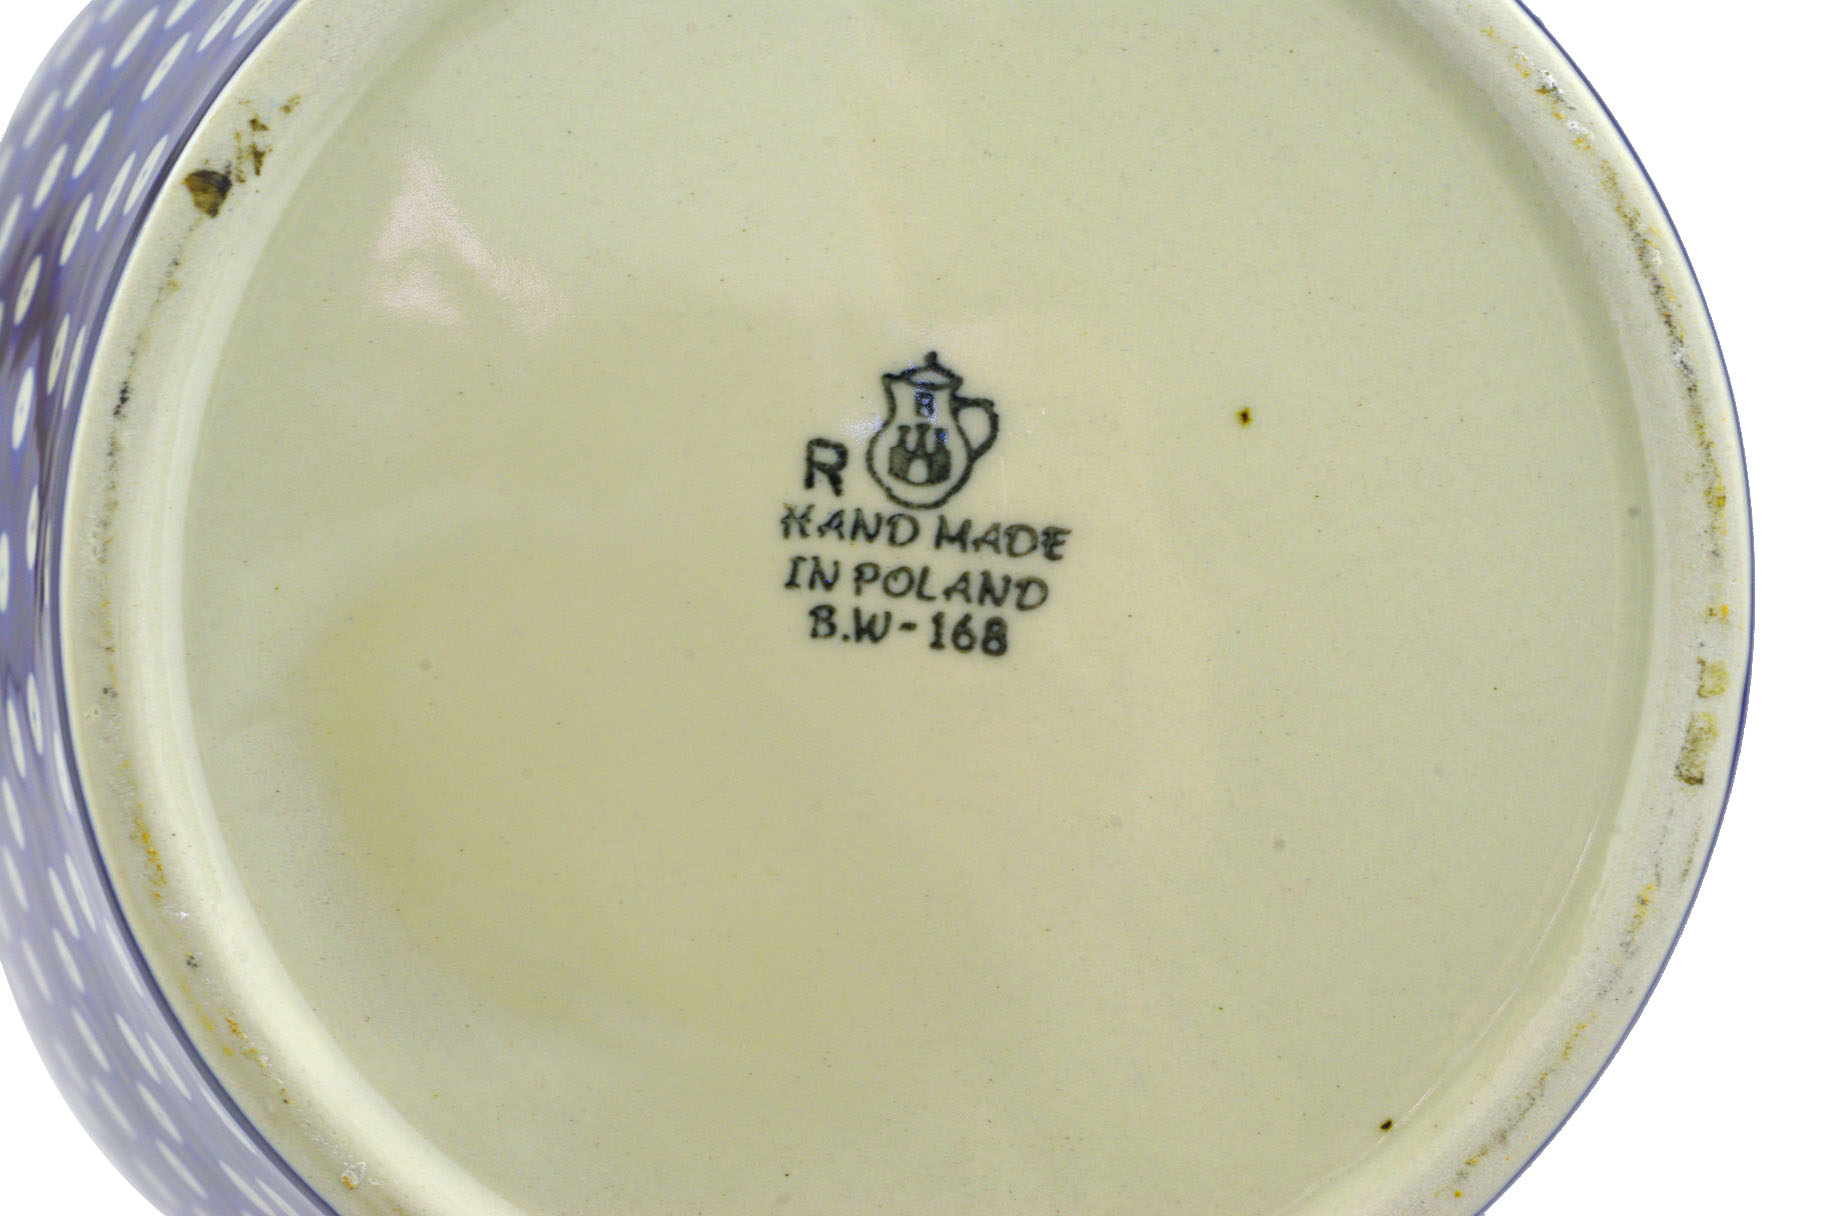 R
R
HAND MADE
IN POLAND
B.W-168